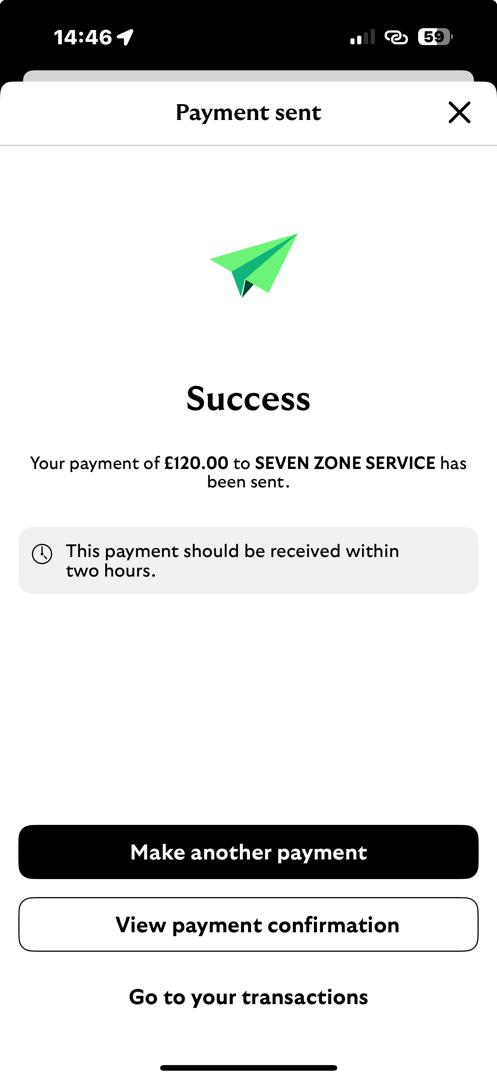 14:46
59
Payment sent
Success
Your payment of £120.00 to SEVEN ZONE SERVICE has
been sent.
This payment should be received within
two hours.
Make another payment
View payment confirmation
Go to your transactions